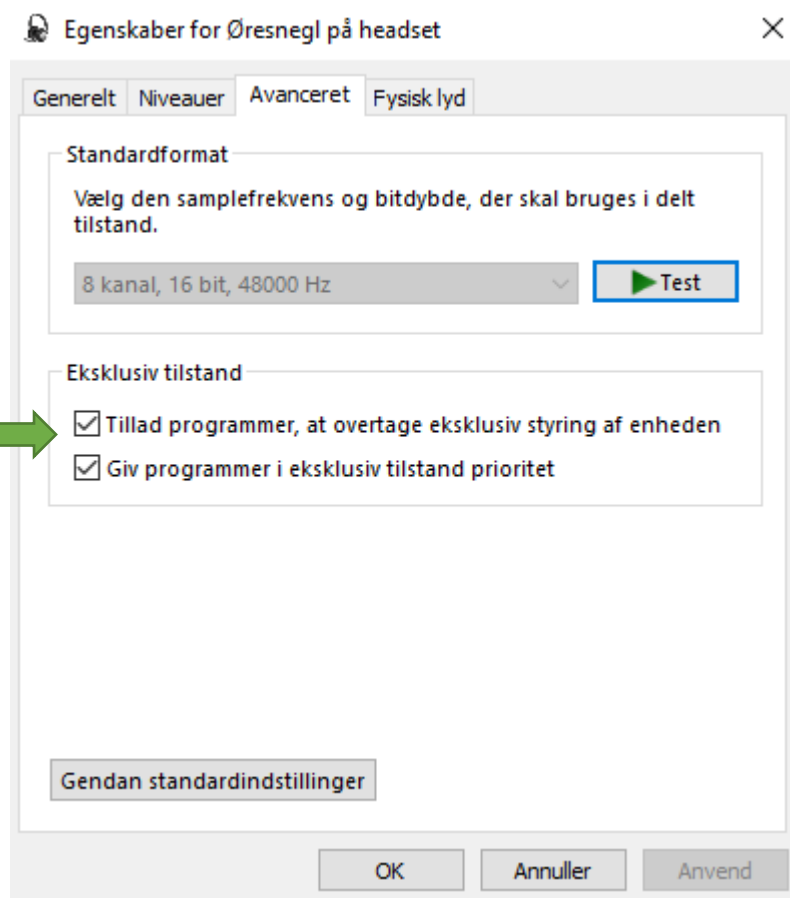 Egenskaber for Øresnegl på headset
Generelt
Niveauer
Avanceret
Fysisk lyd
Standardformat
Vælg den samplefrekvens og bitdybde, der skal bruges i delt
tilstand.
8 kanal, 16 bit, 48000 Hz
Test
Eksklusiv tilstand
Tillad programmer, at overtage eksklusiv styring af enheden
Giv programmer i eksklusiv tilstand prioritet
Gendan standardindstillinger
OK
Annuller
Anvend